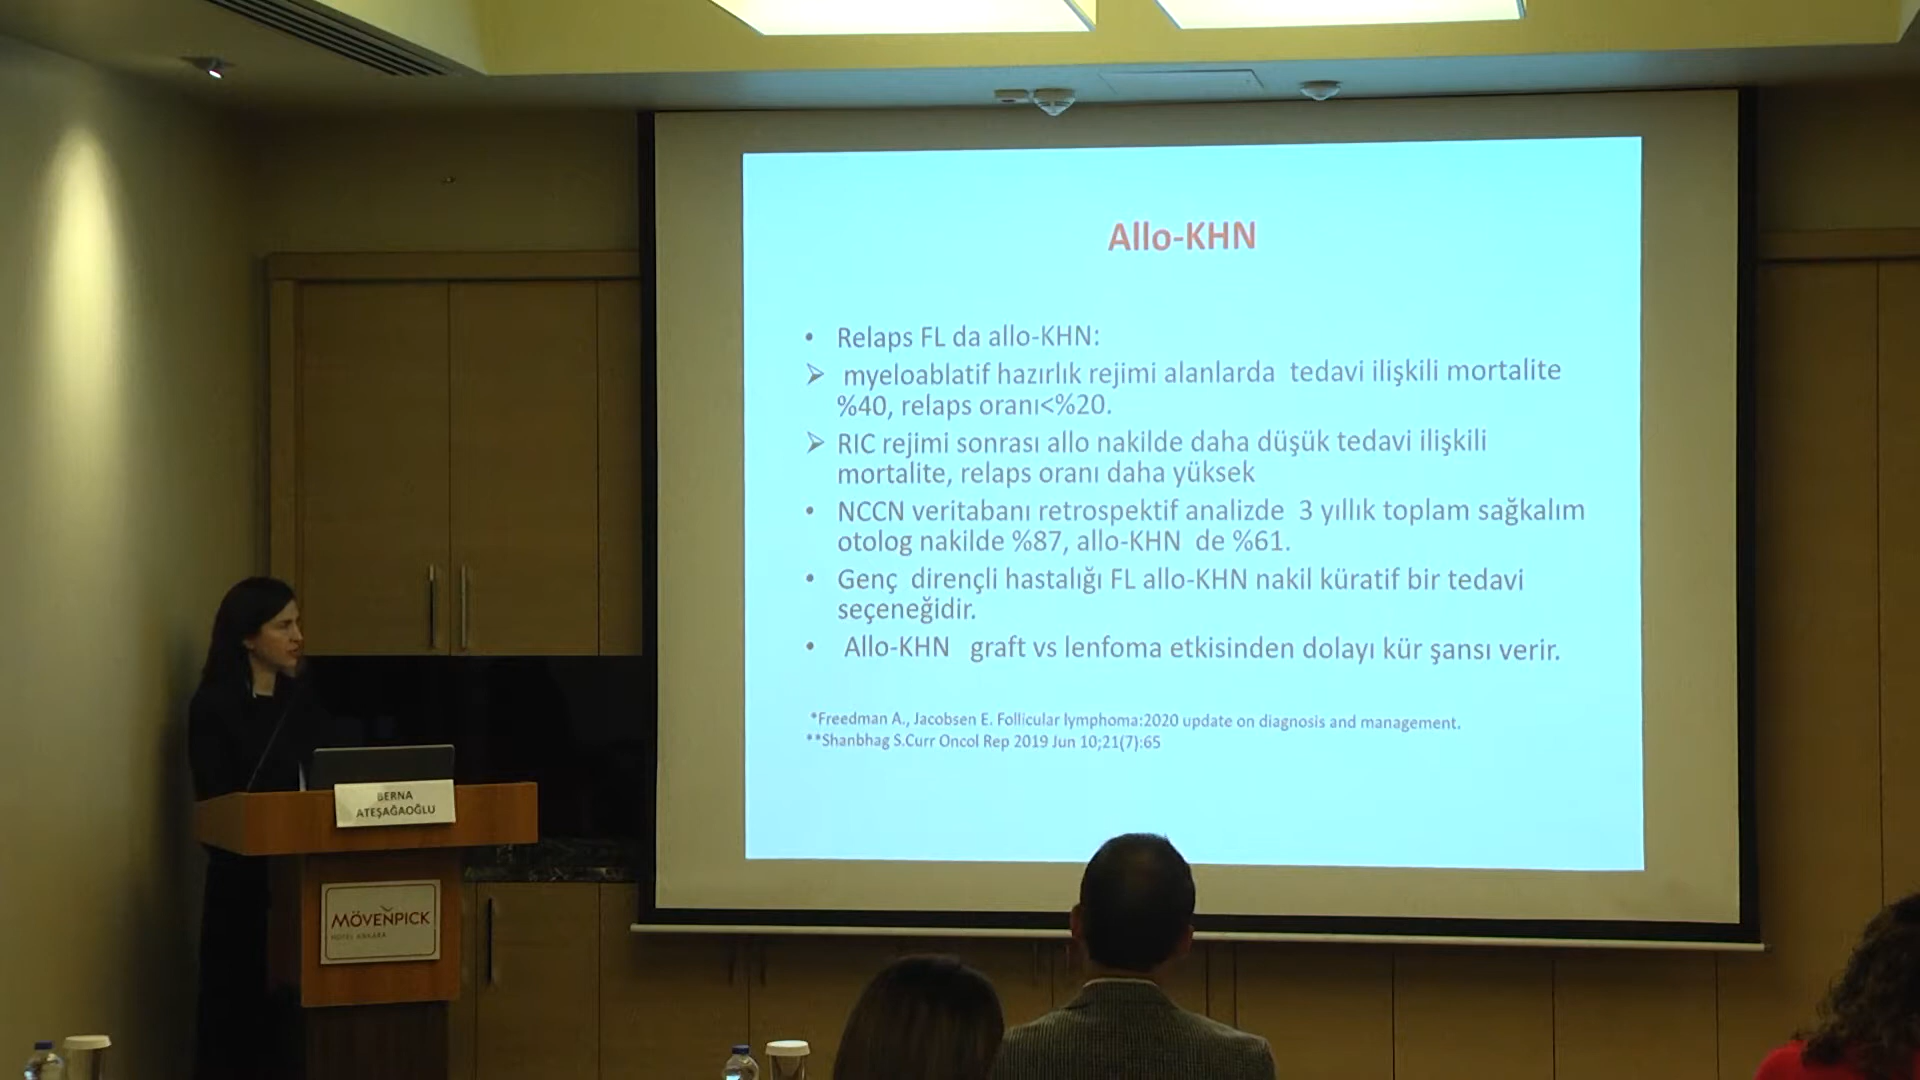 Allo-KHN
• Relaps FL da allo-KHN:
➢ myeloablatif hazırlık rejimi alanlarda tedavi ilişkili mortalite
%40, relaps oranı<%20.
➢ RIC rejimi sonrası allo nakilde daha düşük tedavi ilişkili
mortalite, relaps oranı daha yüksek
• NCCN veritabanı retrospektif analizde 3 yıllık toplam sağkalım
otolog nakilde %87, allo-KHN de %61.
• Genç dirençli hastalığı FL allo-KHN nakil küratif bir tedavi
seçeneğidir.
• Allo-KHN graft vs lenfoma etkisinden dolayı kür şansı verir.
*Freedman A., Jacobsen E. Follicular lymphoma:2020 update on diagnosis and management.
**Shanbhag S.Curr Oncol Rep 2019 Jun 10;21(7):65
BERNA
ATEŞAĞAOĞLU
MÖVENPICK
HOTEL ANKARA